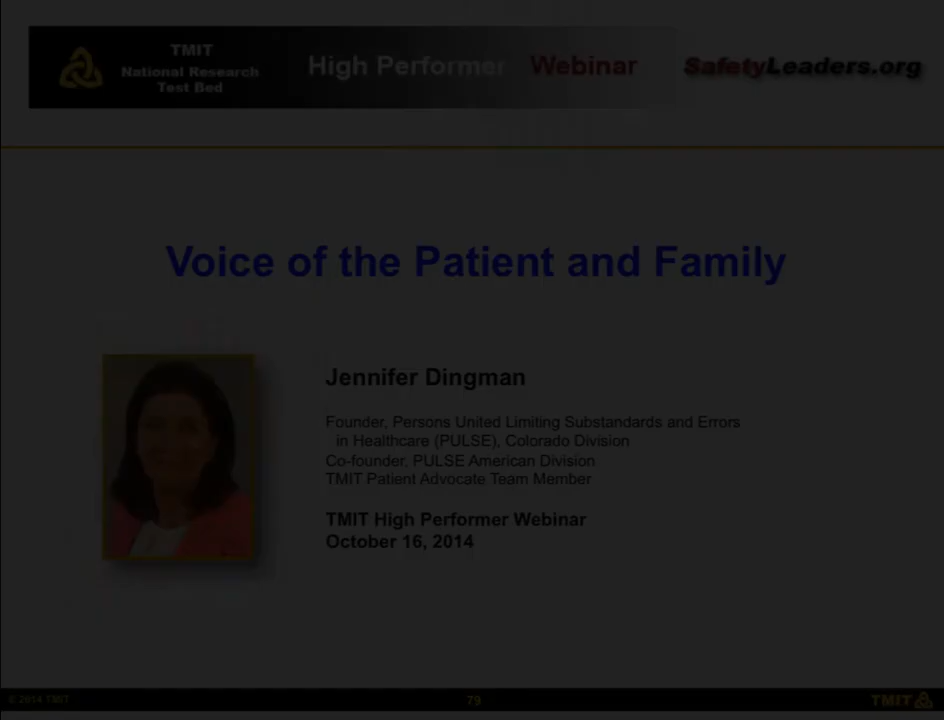 TMIT
National Research
Test Bed
High Performer Webinar
SafetyLeaders.org
Voice of the Patient and Family
Jennifer Dingman
Founder, Persons United Limiting Substandards and Errors
in Healthcare (PULSE), Colorado Division
Co-founder, PULSE American Division
TMIT Patient Advocate Team Member
TMIT High Performer Webinar
October 16, 2014
© 2014 TMIT
79
TMIT